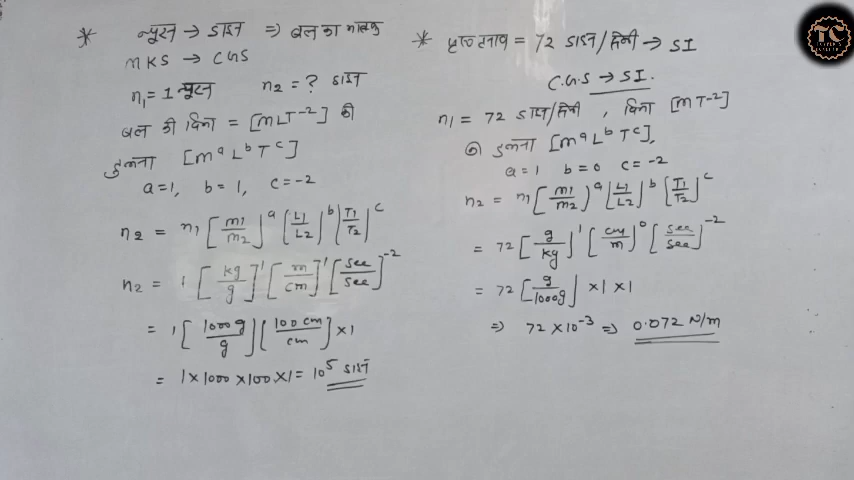 * न्यूटन → डाइन ⇒ बल का मात्रक
MKS → CGS
n₁ = 1 न्यूटन n₂ = ? डाइन
बल की विमा = [MLT⁻²] की
तुलना [MᵃLᵇTᶜ]
a=1, b=1, c=-2
n₂ = n₁ [m₁/m₂]ᵃ [L₁/L₂]ᵇ [T₁/T₂]ᶜ
n₂ = 1 [kg/g]¹ [m/cm]¹ [sec/sec]⁻²
= 1 [1000g/g] [100cm/cm] ×1
= 1×1000×100×1 = 10⁵ डाइन
* पृष्ठ तनाव = 72 डाइन/सेमी → SI
C.G.S → SI.
n₁ = 72 डाइन/सेमी, विमा [MT⁻²]
की तुलना [MᵃLᵇTᶜ],
a=1 b=0 c=-2
n₂ = n₁ [m₁/m₂)ᵃ [L₁/L₂]ᵇ [T₁/T₂]ᶜ
= 72 [g/kg]¹ [cm/m]⁰ [sec/sec]⁻²
= 72 [g/1000g] ×1×1
⇒ 72×10⁻³ ⇒ 0.072 N/m
TC